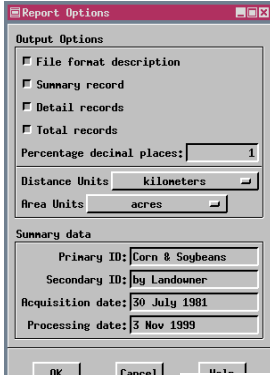 Report Options
Output Options
File format description
Summary record
Detail records
Total records
Percentage decimal places: 1
Distance Units kilometers
Area Units acres
Summary data
Primary ID: Corn & Soybeans
Secondary ID: by Landowner
Acquisition date: 30 July 1981
Processing date: 3 Nov 1999
OK Cancel Help